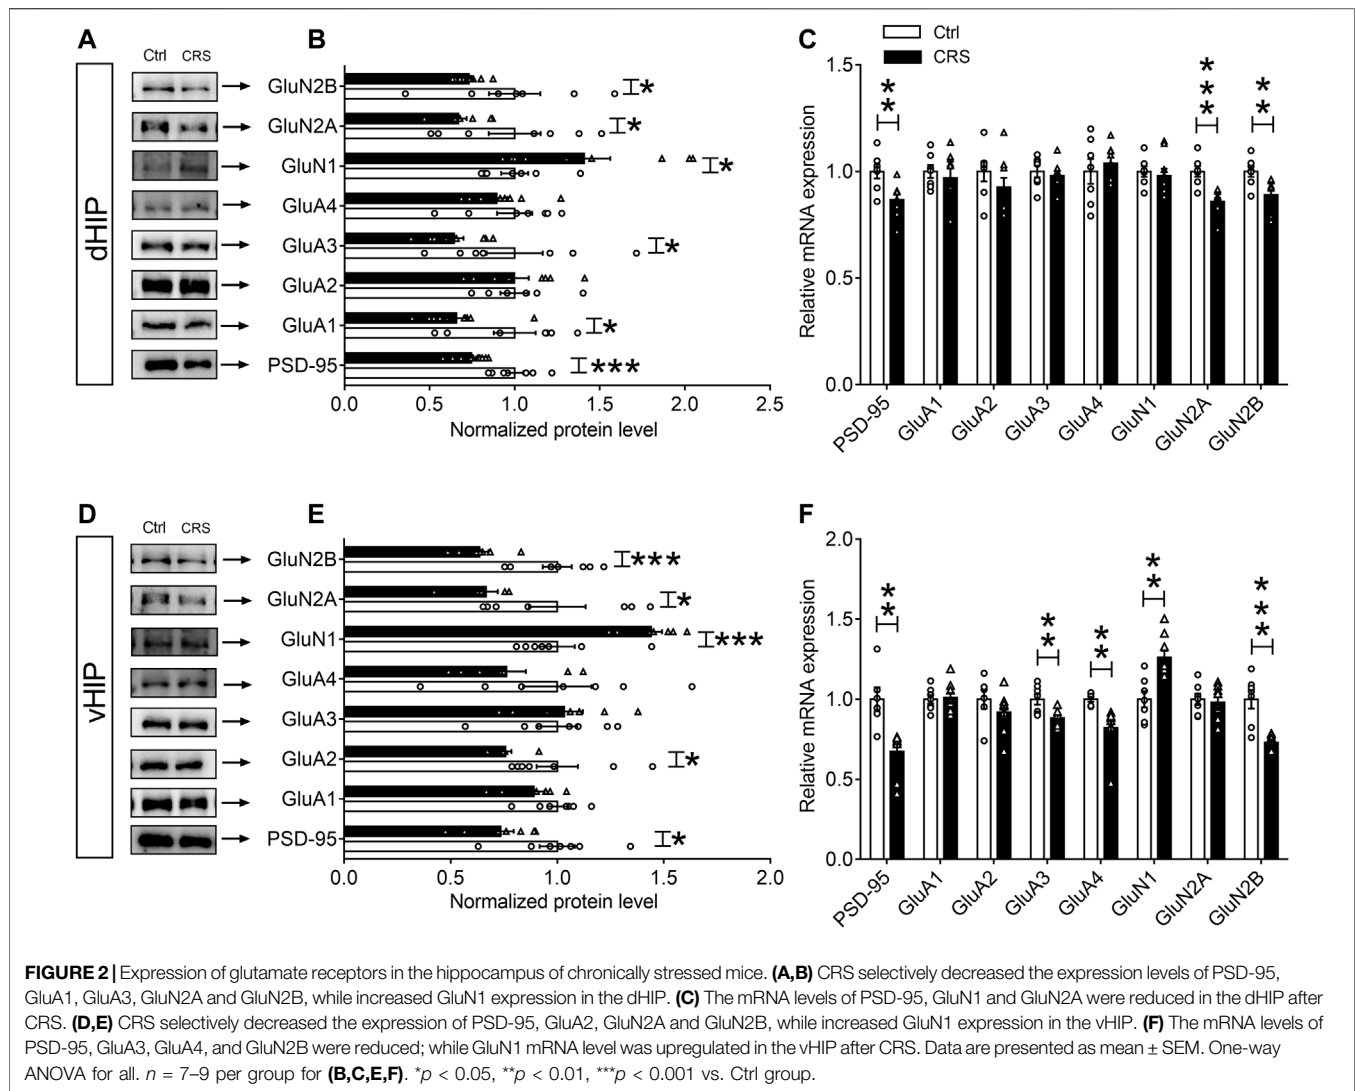 A
Ctrl CRS
dHIP
B
GluN2B
*
GluN2A
*
GluN1
*
GluA4
GluA3
*
GluA2
GluA1
*
PSD-95
***
0.0 0.5 1.0 1.5 2.0 2.5
Normalized protein level
C
Ctrl
CRS
Relative mRNA expression
1.5
1.0
0.5
0.0
** *** **
PSD-95 GluA1 GluA2 GluA3 GluA4 GluN1 GluN2A GluN2B
D
Ctrl CRS
vHIP
E
GluN2B
***
GluN2A
*
GluN1
***
GluA4
GluA3
GluA2
*
GluA1
PSD-95
*
0.0 0.5 1.0 1.5 2.0
Normalized protein level
F
Relative mRNA expression
2.0
1.5
1.0
0.5
0.0
** ** ** ** ***
PSD-95 GluA1 GluA2 GluA3 GluA4 GluN1 GluN2A GluN2B
FIGURE 2 | Expression of glutamate receptors in the hippocampus of chronically stressed mice. (A,B) CRS selectively decreased the expression levels of PSD-95,
GluA1, GluA3, GluN2A and GluN2B, while increased GluN1 expression in the dHIP. (C) The mRNA levels of PSD-95, GluN1 and GluN2A were reduced in the dHIP after
CRS. (D,E) CRS selectively decreased the expression of PSD-95, GluA2, GluN2A and GluN2B, while increased GluN1 expression in the vHIP. (F) The mRNA levels of
PSD-95, GluA3, GluA4, and GluN2B were reduced; while GluN1 mRNA level was upregulated in the vHIP after CRS. Data are presented as mean ± SEM. One-way
ANOVA for all. n = 7–9 per group for (B,C,E,F). *p < 0.05, **p < 0.01, ***p < 0.001 vs. Ctrl group.